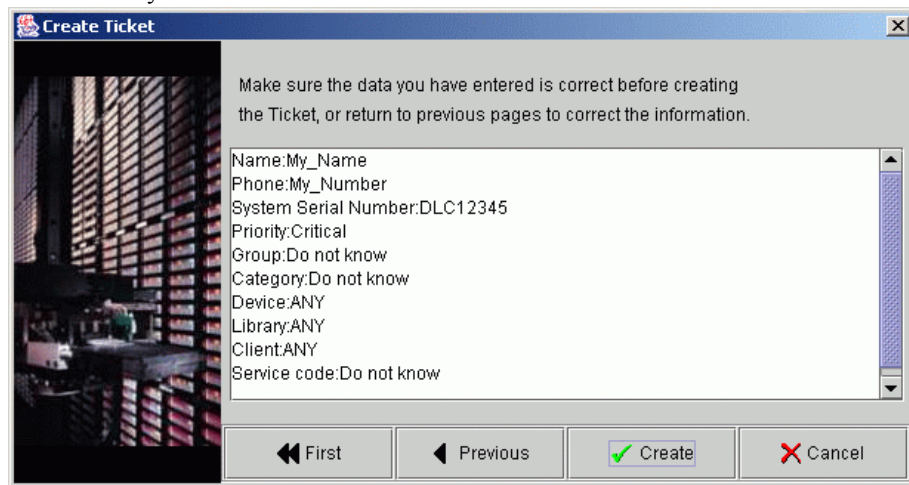 Create Ticket
Make sure the data you have entered is correct before creating
the Ticket, or return to previous pages to correct the information.
Name:My_Name
Phone:My_Number
System Serial Number:DLC12345
Priority:Critical
Group:Do not know
Category:Do not know
Device:ANY
Library:ANY
Client:ANY
Service code:Do not know
First Previous Create Cancel